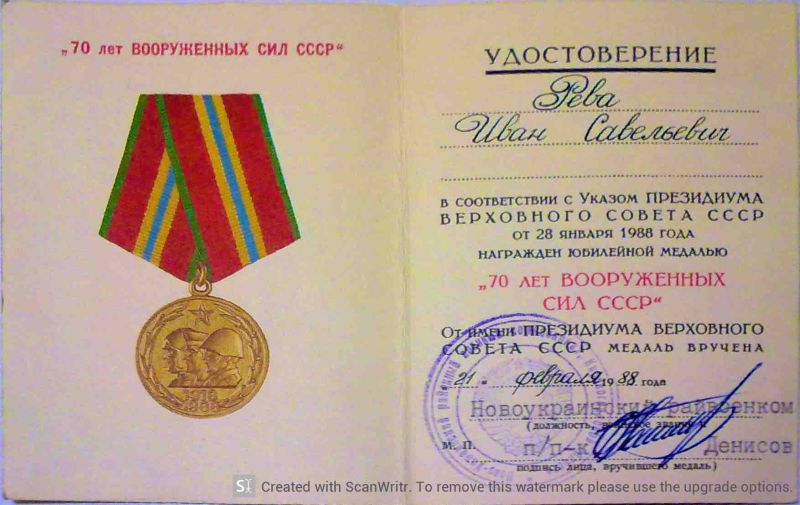 „70 лет ВООРУЖЕННЫХ СИЛ СССР“
1918
1988
УДОСТОВЕРЕНИЕ
Рева
Иван Савельевич
в соответствии с Указом ПРЕЗИДИУМА
ВЕРХОВНОГО СОВЕТА СССР
от 28 января 1988 года
награжден юбилейной медалью
„70 лет ВООРУЖЕННЫХ
СИЛ СССР“
От имени ПРЕЗИДИУМА ВЕРХОВНОГО
СОВЕТА СССР медаль вручена
„21“ февраля 1988 года
Новоукраинский райвоенком
(должность, воинское звание и
М. П. п/п-к Денисов
подпись лица, вручившего медаль)
Created with ScanWritr. To remove this watermark please use the upgrade options.